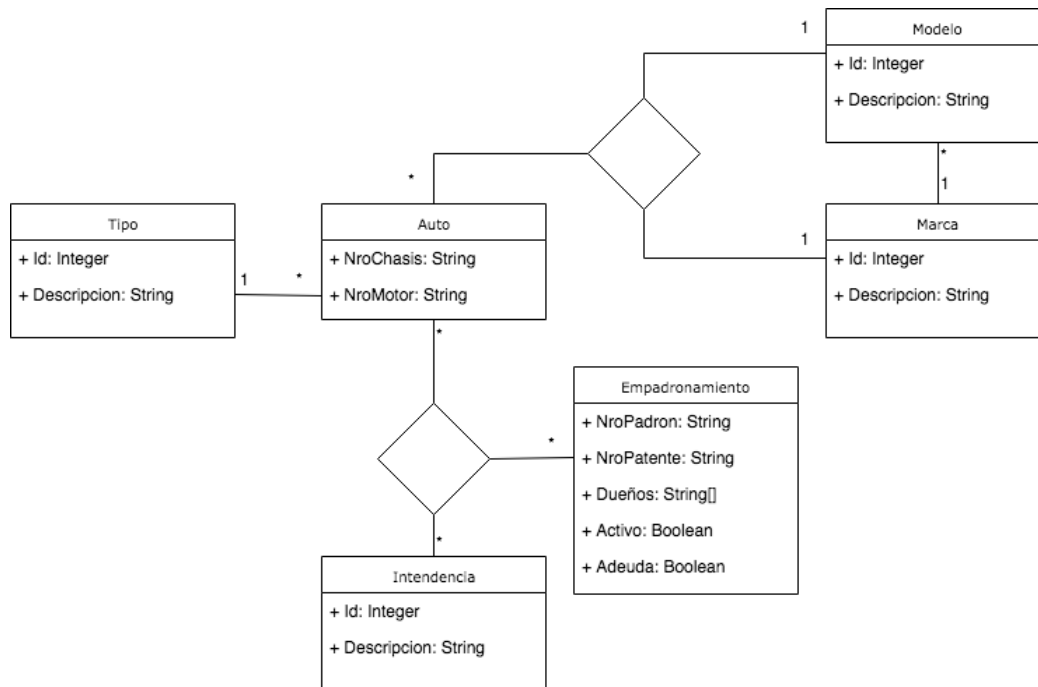 Modelo
+ Id: Integer
+ Descripcion: String
1
*
1
*
1
Marca
+ Id: Integer
+ Descripcion: String
Tipo
+ Id: Integer
+ Descripcion: String
1
*
Auto
+ NroChasis: String
+ NroMotor: String
*
*
Empadronamiento
+ NroPadron: String
+ NroPatente: String
+ Dueños: String[]
+ Activo: Boolean
+ Adeuda: Boolean
*
Intendencia
+ Id: Integer
+ Descripcion: String